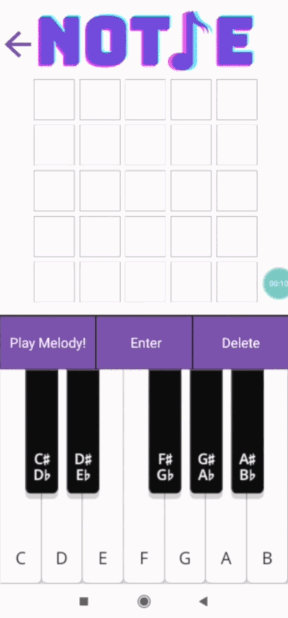 NOT♪E
00:10
Play Melody! Enter Delete
C# D# F# G# A#
D♭ E♭ G♭ A♭ B♭
C D E F G A B